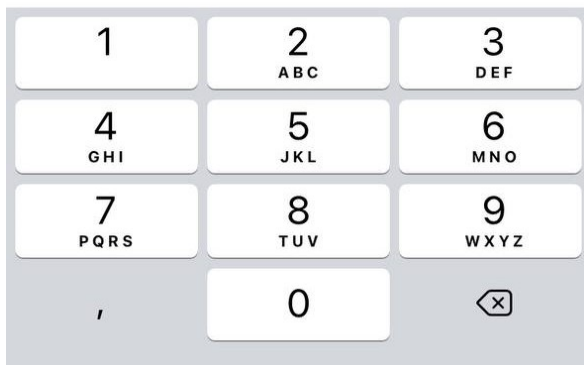 1 2 3
ABC DEF
4 5 6
GHI JKL MNO
7 8 9
PQRS TUV WXYZ
, 0